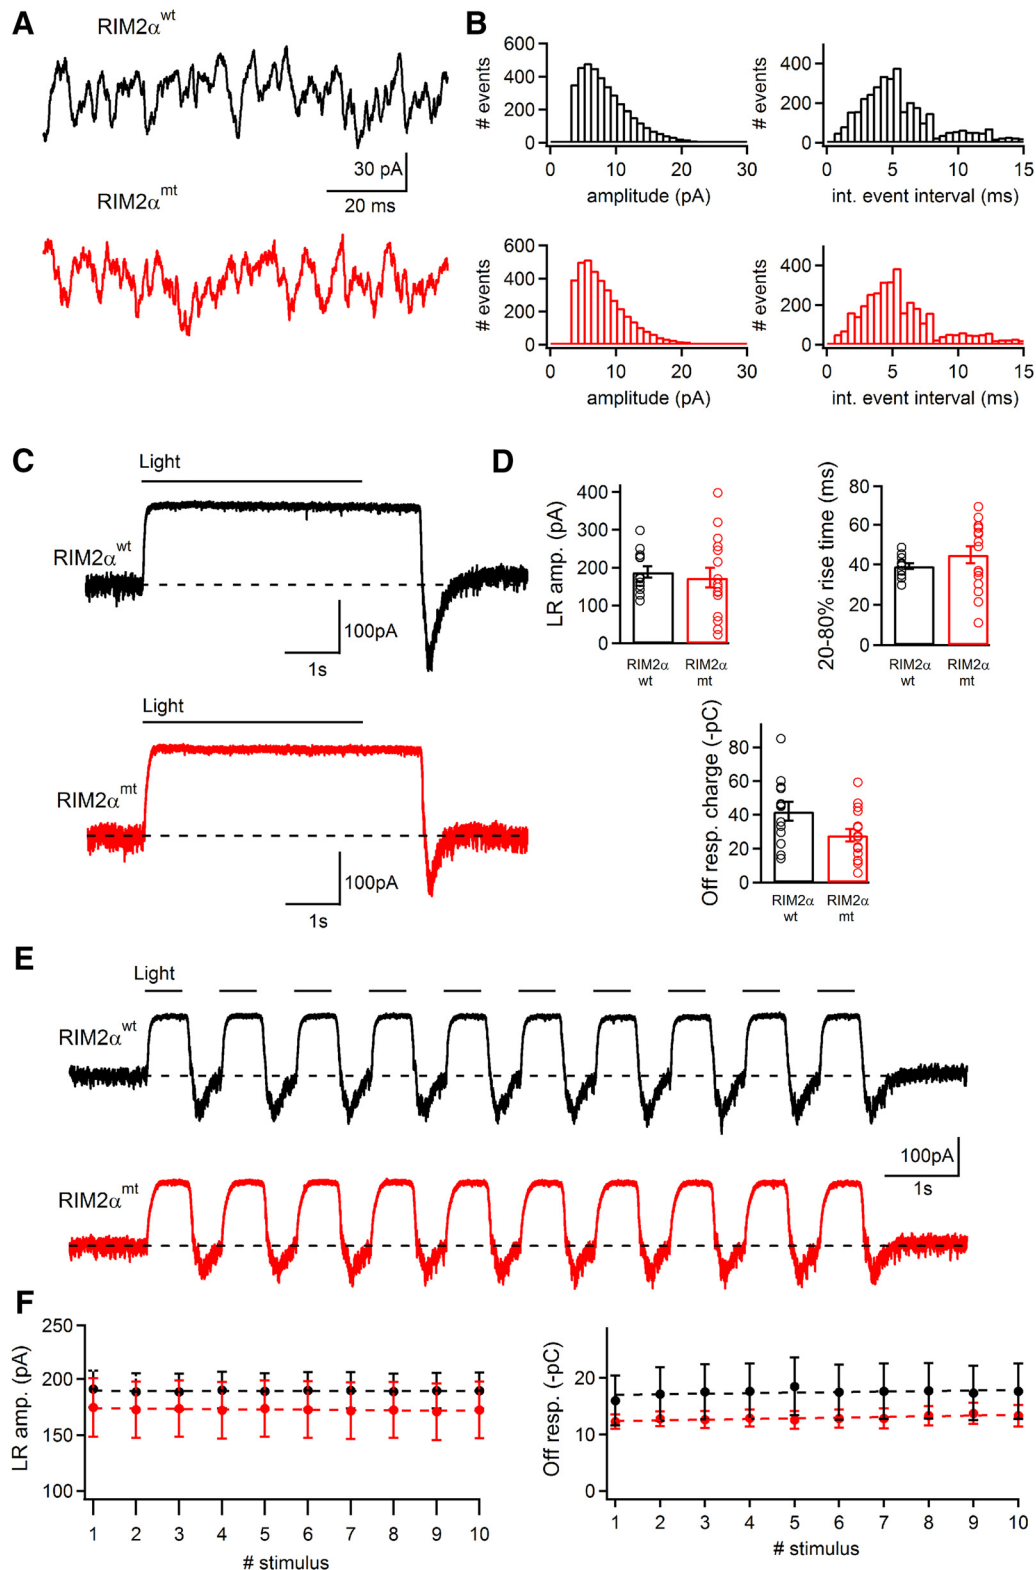 A
RIM2α^wt
30 pA
20 ms
RIM2α^mt
B
# events
600
400
200
0
0 10 20 30
amplitude (pA)
# events
400
200
0
0 5 10 15
int. event interval (ms)
# events
600
400
200
0
0 10 20 30
amplitude (pA)
# events
400
200
0
0 5 10 15
int. event interval (ms)
C
Light
RIM2α^wt
100pA
1s
Light
RIM2α^mt
100pA
1s
D
LR amp. (pA)
400
300
200
100
0
RIM2α wt
RIM2α mt
20-80% rise time (ms)
80
60
40
20
0
RIM2α wt
RIM2α mt
Off resp. charge (-pC)
80
60
40
20
0
RIM2α wt
RIM2α mt
E
Light
RIM2α^wt
100pA
1s
RIM2α^mt
F
LR amp. (pA)
250
200
150
100
1 2 3 4 5 6 7 8 9 10
# stimulus
Off resp. (-pC)
20
10
0
1 2 3 4 5 6 7 8 9 10
# stimulus